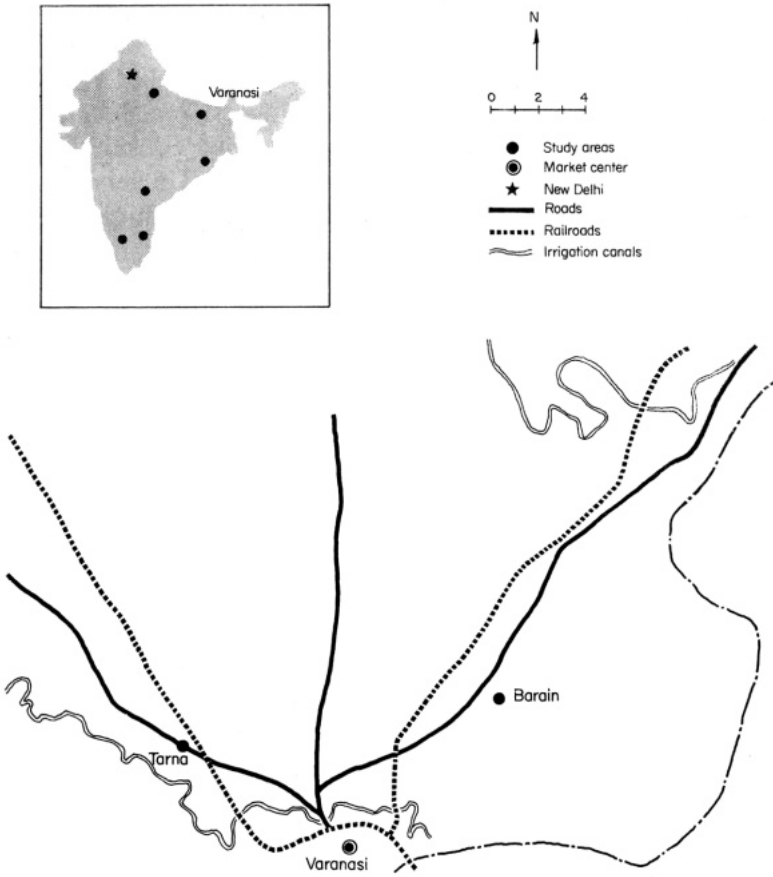 Varanasi
N
0 2 4
Study areas
Market center
New Delhi
Roads
Railroads
Irrigation canals
Barain
Tarna
Varanasi